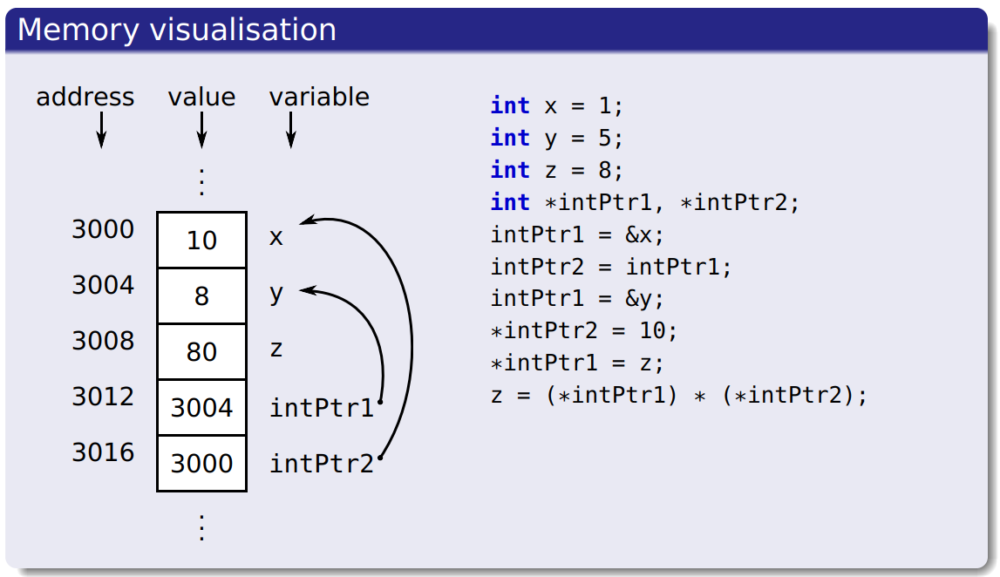 Memory visualisation
address value variable
⋮
3000 10 x
3004 8 y
3008 80 z
3012 3004 intPtr1
3016 3000 intPtr2
⋮
int x = 1;
int y = 5;
int z = 8;
int *intPtr1, *intPtr2;
intPtr1 = &x;
intPtr2 = intPtr1;
intPtr1 = &y;
*intPtr2 = 10;
*intPtr1 = z;
z = (*intPtr1) * (*intPtr2);